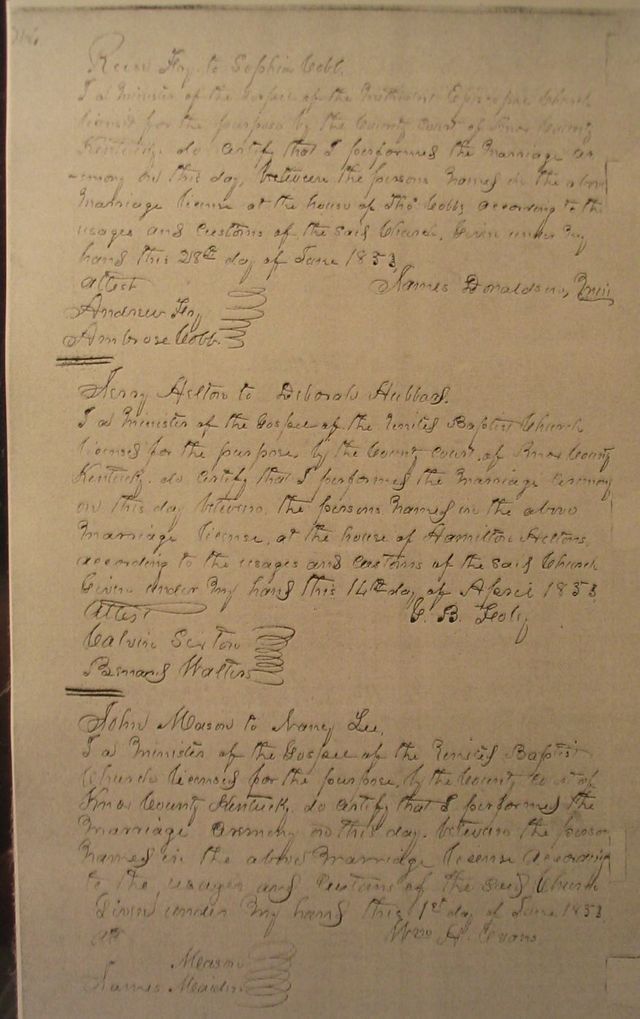 to Sophia Cobb.
I a Minister of the Gospel of the Methodist Episcopal Church
licensed for the purpose by the County Court of Knox County
Kentucky. do certify that I performed the Marriage cer
emony on this day, between the persons Named in the above
Marriage license at the house of Thos Cobbs according to the
usages and customs of the said Church, Given under My
hand this 28th day of June 1853
Attest
James Donaldson,
Andrew Fry
Ambrose Cobb
Jerry Helton to Deborah Hubbard.
I a Minister of the Gospel of the United Baptist Church
licensed for the purpose, by the County Court, of Knox County
Kentucky. do certify that I performed the Marriage Ceremony
on this day between the persons Named in the above
Marriage license, at the house of Hamilton Heltons,
according to the usages and customs of the said Church
Given under My hand this 14th day of April 1853,
Attest
G. B. Foley
Calvin Sexton
Bernard Walters
John Mason to Nancy Lee,
I a Minister of the Gospel of the United Baptist
Church licensed for the purpose, by the County Court of
Knox County Kentucky. do certify that I performed the
Marriage Ceremony on this day. between the person
Named in the above Marriage license according
to the usages and customs of the said Church
Given under My hand this 1st day of June 1853
Att
Wm H. Evans.
Mason
James